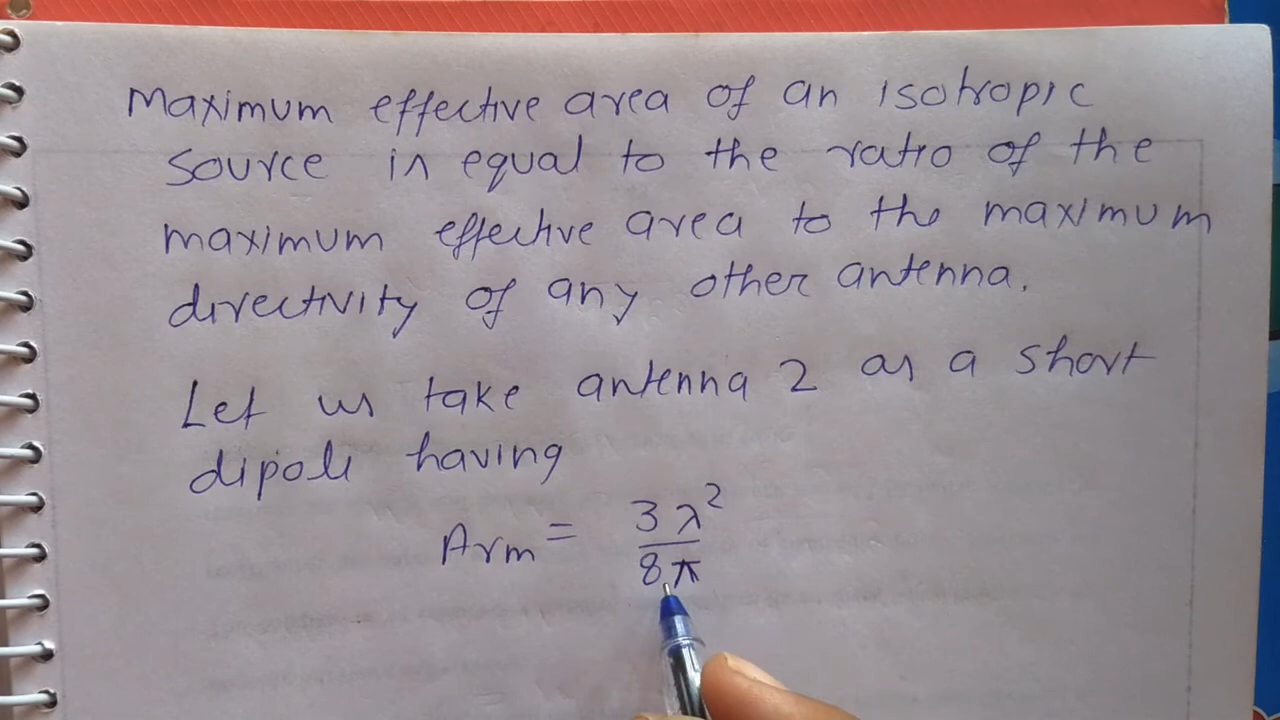 Maximum effective area of an isotropic
source is equal to the ratio of the
maximum effective area to the maximum
directivity of any other antenna.
Let us take antenna 2 as a short
dipole having
Arm = 3λ²/8π